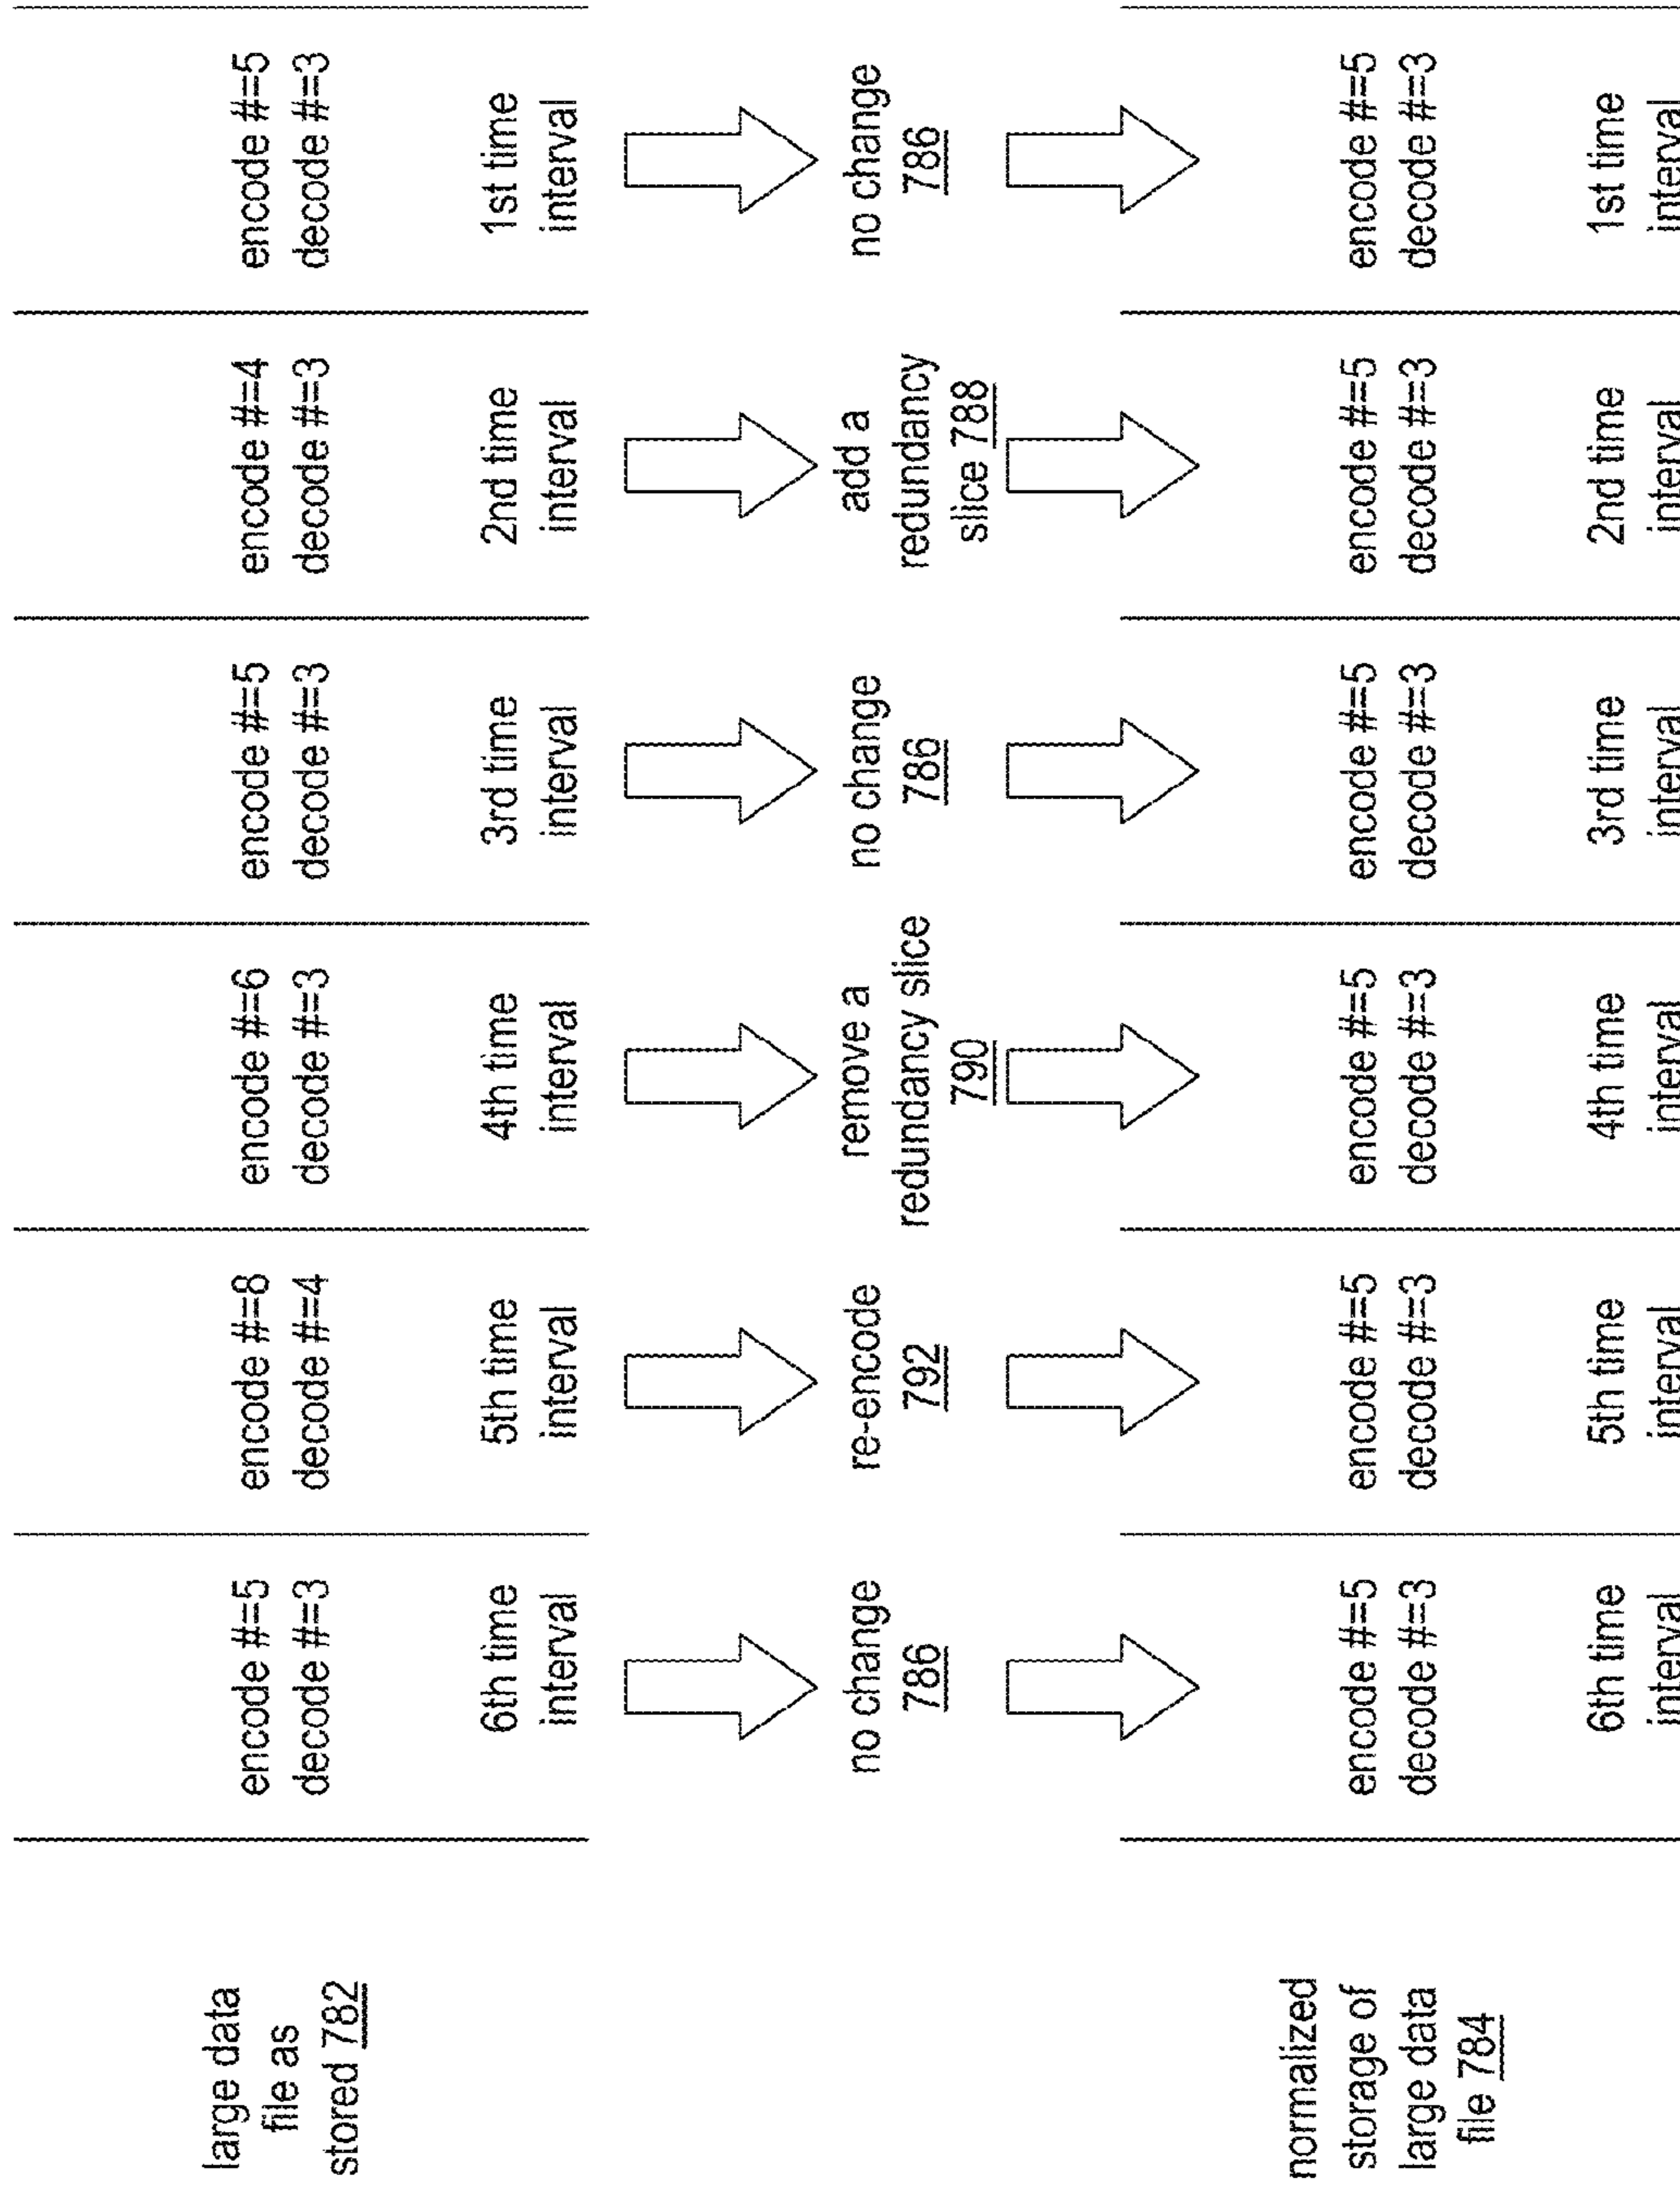 large data
file as
stored 782
encode #=5
decode #=3
6th time
interval
encode #=8
decode #=4
5th time
interval
encode #=6
decode #=3
4th time
interval
encode #=5
decode #=3
3rd time
interval
encode #=4
decode #=3
2nd time
interval
encode #=5
decode #=3
1st time
interval
no change
786
re-encode
792
remove a
redundancy slice
790
no change
786
add a
redundancy
slice 788
no change
786
normalized
storage of
large data
file 784
encode #=5
decode #=3
6th time
interval
encode #=5
decode #=3
5th time
interval
encode #=5
decode #=3
4th time
interval
encode #=5
decode #=3
3rd time
interval
encode #=5
decode #=3
2nd time
interval
encode #=5
decode #=3
1st time
interval